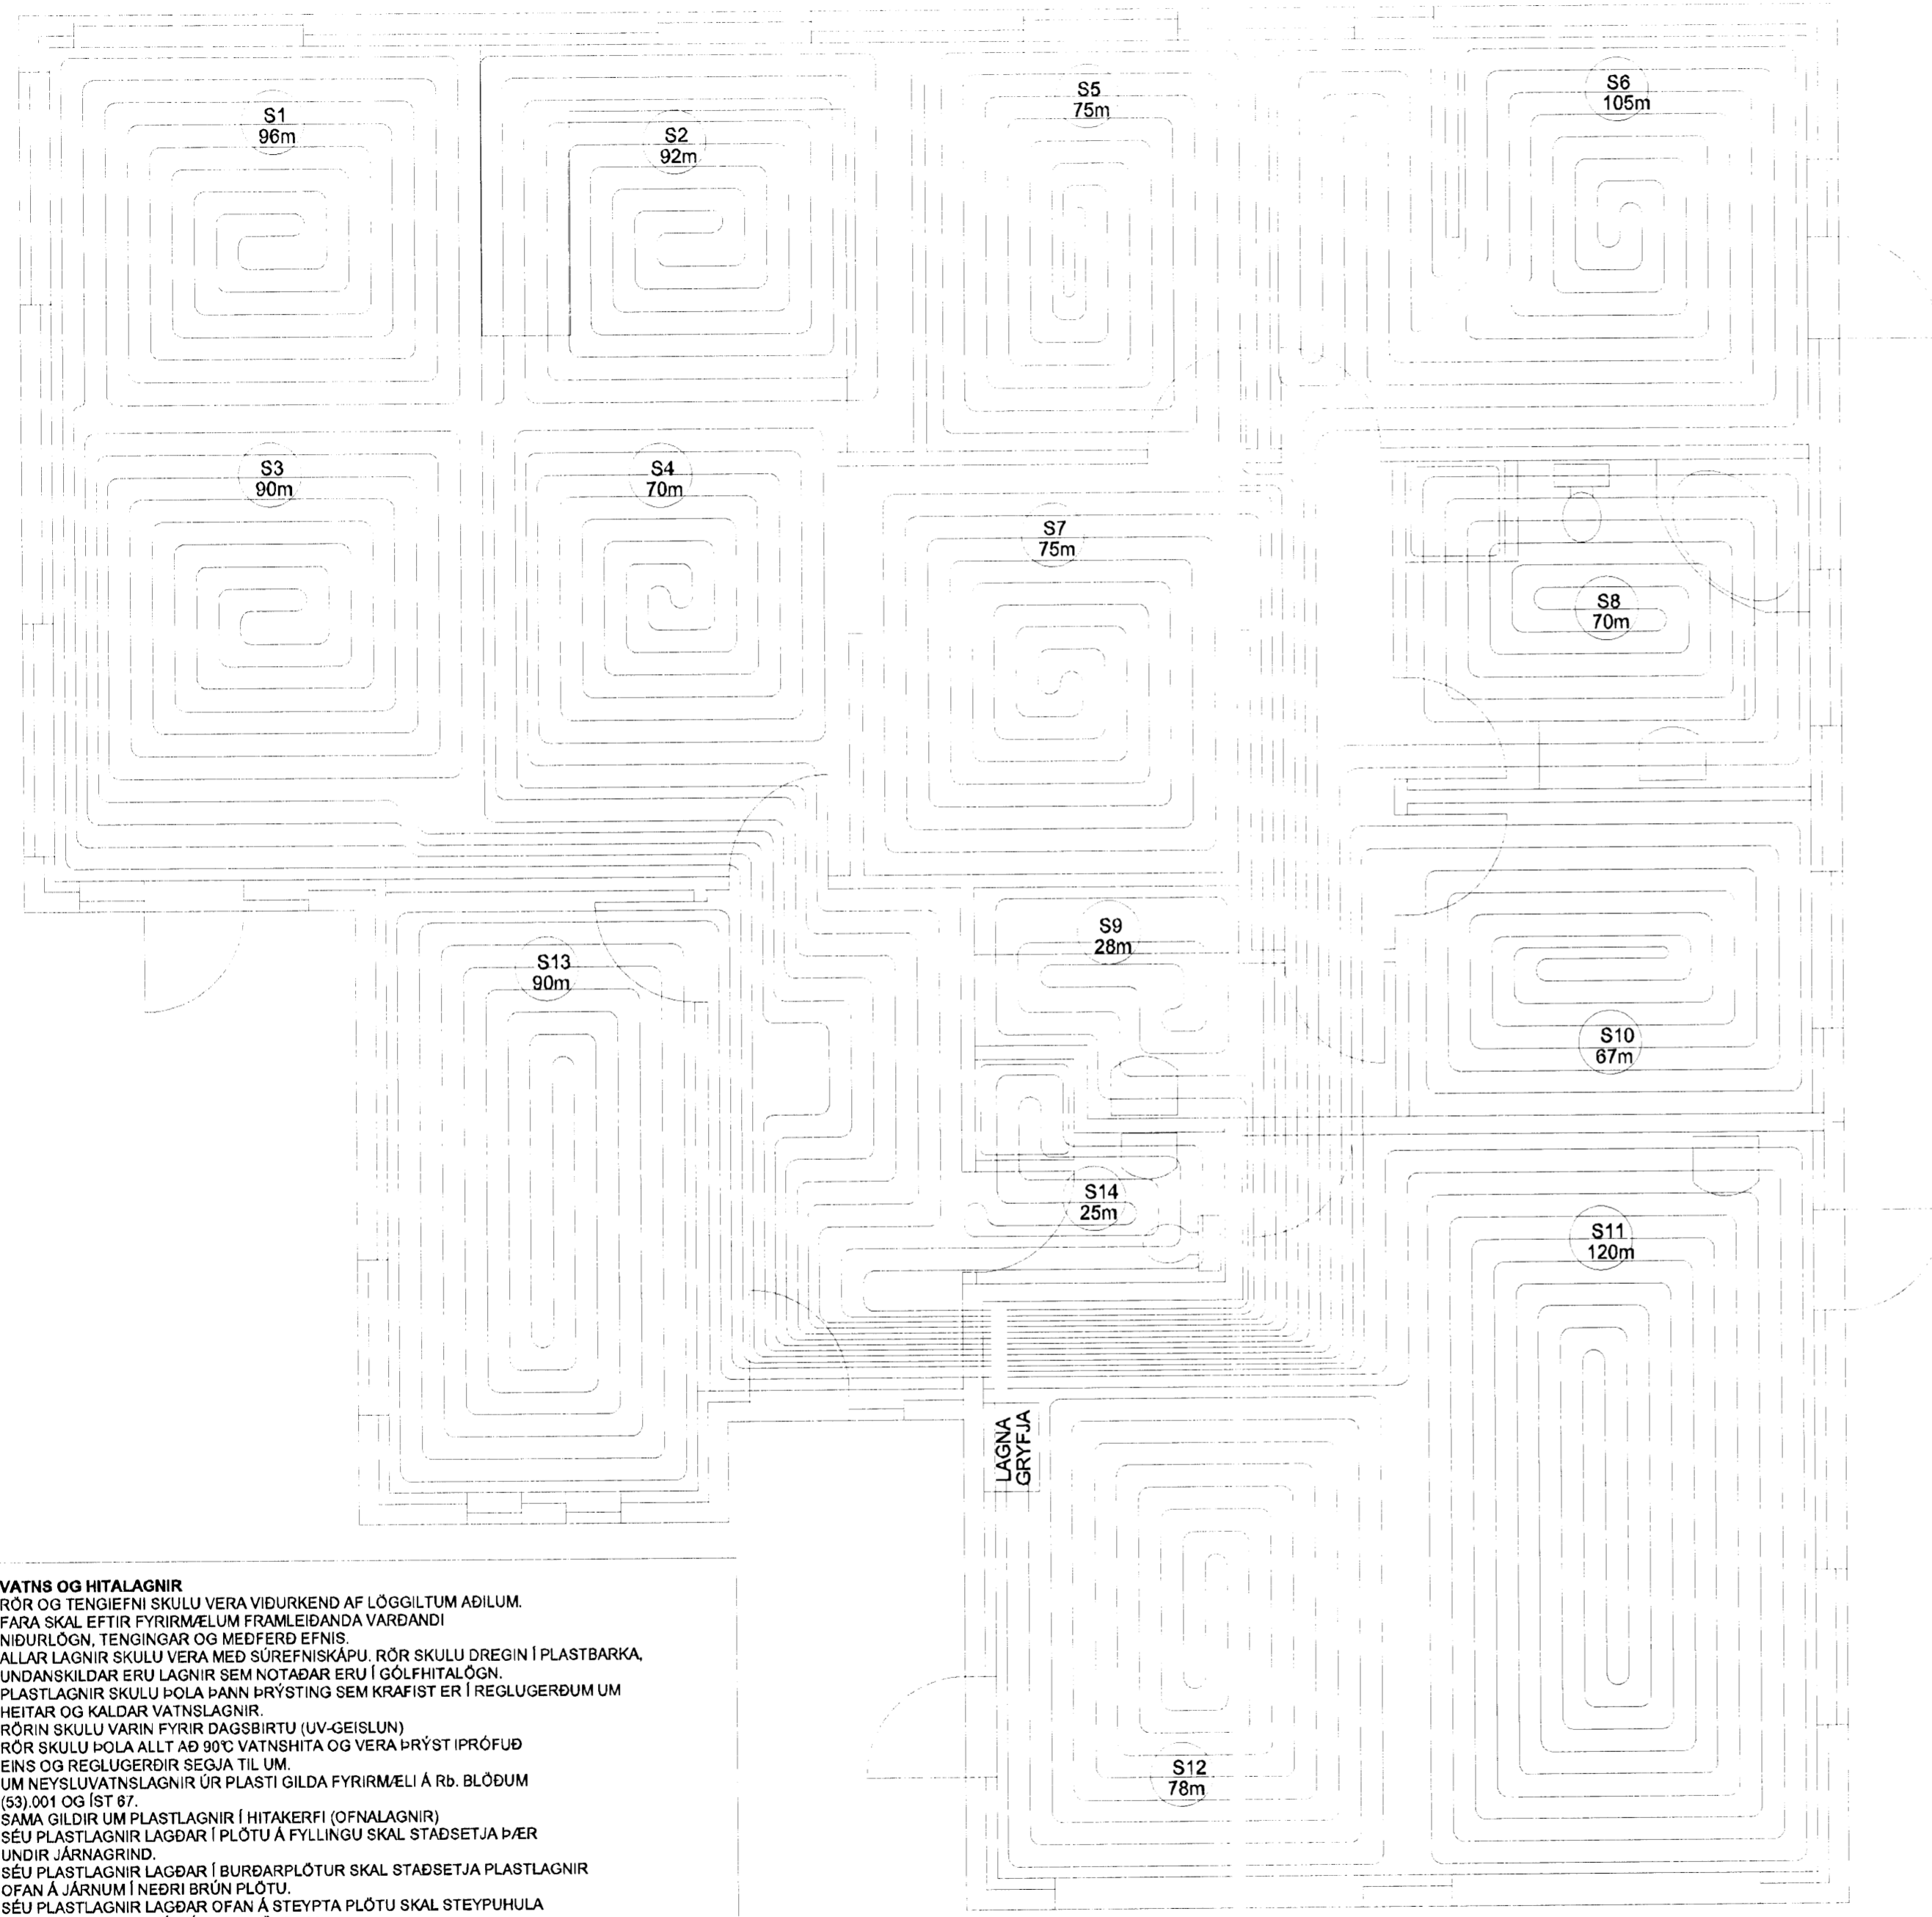 S1
96m
S2
92m
S5
75m
S6
105m
S3
90m
S4
70m
S7
75m
S8
70m
S9
28m
S13
90m
S10
67m
S14
25m
S11
120m
LAGNA
GRYFJA
S12
78m
VATNS OG HITALAGNIR
RÖR OG TENGIEFNI SKULU VERA VIÐURKEND AF LÖGGILTUM AÐILUM.
FARA SKAL EFTIR FYRIRMÆLUM FRAMLEIÐANDA VARÐANDI
NIÐURLÖGN, TENGINGAR OG MEÐFERÐ EFNIS.
ALLAR LAGNIR SKULU VERA MEÐ SÚREFNISKÁPU. RÖR SKULU DREGIN Í PLASTBARKA,
UNDANSKILDAR ERU LAGNIR SEM NOTAÐAR ERU Í GÓLFHITALÖGN.
PLASTLAGNIR SKULU ÞOLA ÞANN ÞRÝSTING SEM KRAFIST ER Í REGLUGERÐUM UM
HEITAR OG KALDAR VATNSLAGNIR.
RÖRIN SKULU VARIN FYRIR DAGSBIRTU (UV-GEISLUN)
RÖR SKULU ÞOLA ALLT AÐ 90°C VATNSHITA OG VERA ÞRÝST IPRÓFUÐ
EINS OG REGLUGERÐIR SEGJA TIL UM.
UM NEYSLUVATNSLAGNIR ÚR PLASTI GILDA FYRIRMÆLI Á Rb. BLÖÐUM
(53).001 OG ÍST 67.
SAMA GILDIR UM PLASTLAGNIR Í HITAKERFI (OFNALAGNIR)
SÉU PLASTLAGNIR LAGÐAR Í PLÖTU Á FYLLINGU SKAL STAÐSETJA ÞÆR
UNDIR JÁRNAGRIND.
SÉU PLASTLAGNIR LAGÐAR Í BURÐARPLÖTUR SKAL STAÐSETJA PLASTLAGNIR
OFAN Á JÁRNUM Í NEÐRI BRÚN PLÖTU.
SÉU PLASTLAGNIR LAGÐAR OFAN Á STEYPTA PLÖTU SKAL STEYPUHULA